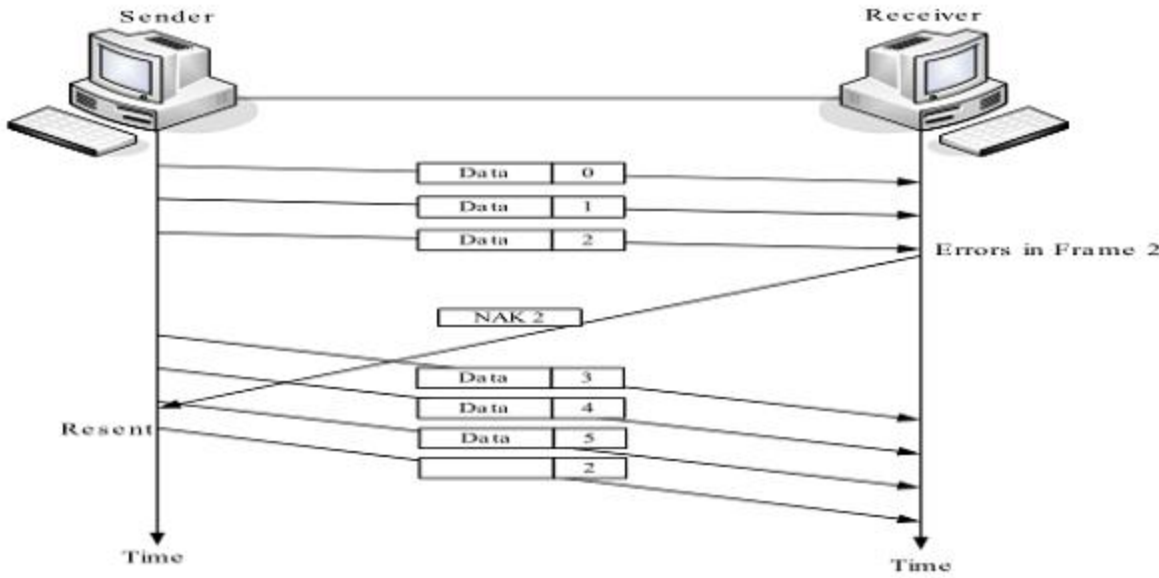 Sender
Receiver
Data 0
Data 1
Data 2
Errors in Frame 2
NAK 2
Data 3
Data 4
Resent
Data 5
2
Time
Time